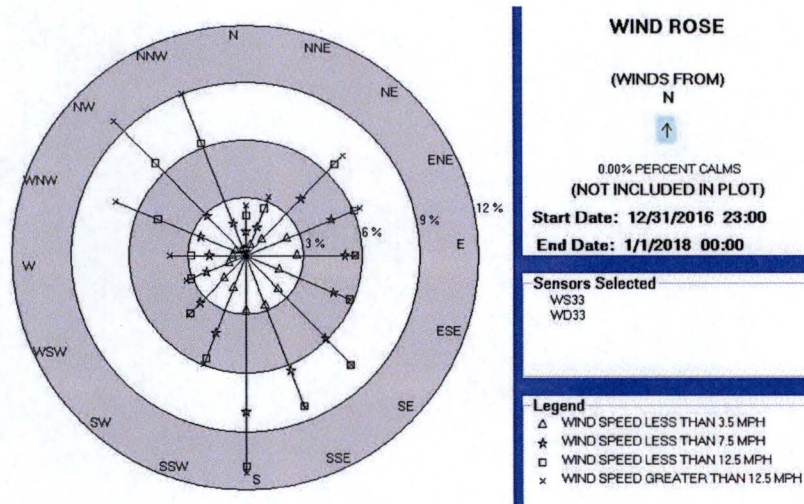 N
NNE
NE
ENE
E
ESE
SE
SSE
S
SSW
SW
WSW
W
WNW
NW
NNW
3 %
6 %
9 %
12 %
WIND ROSE
(WINDS FROM)
N
↑
0.00% PERCENT CALMS
(NOT INCLUDED IN PLOT)
Start Date: 12/31/2016 23:00
End Date: 1/1/2018 00:00
Sensors Selected
WS33
WD33
Legend
△ WIND SPEED LESS THAN 3.5 MPH
★ WIND SPEED LESS THAN 7.5 MPH
□ WIND SPEED LESS THAN 12.5 MPH
× WIND SPEED GREATER THAN 12.5 MPH